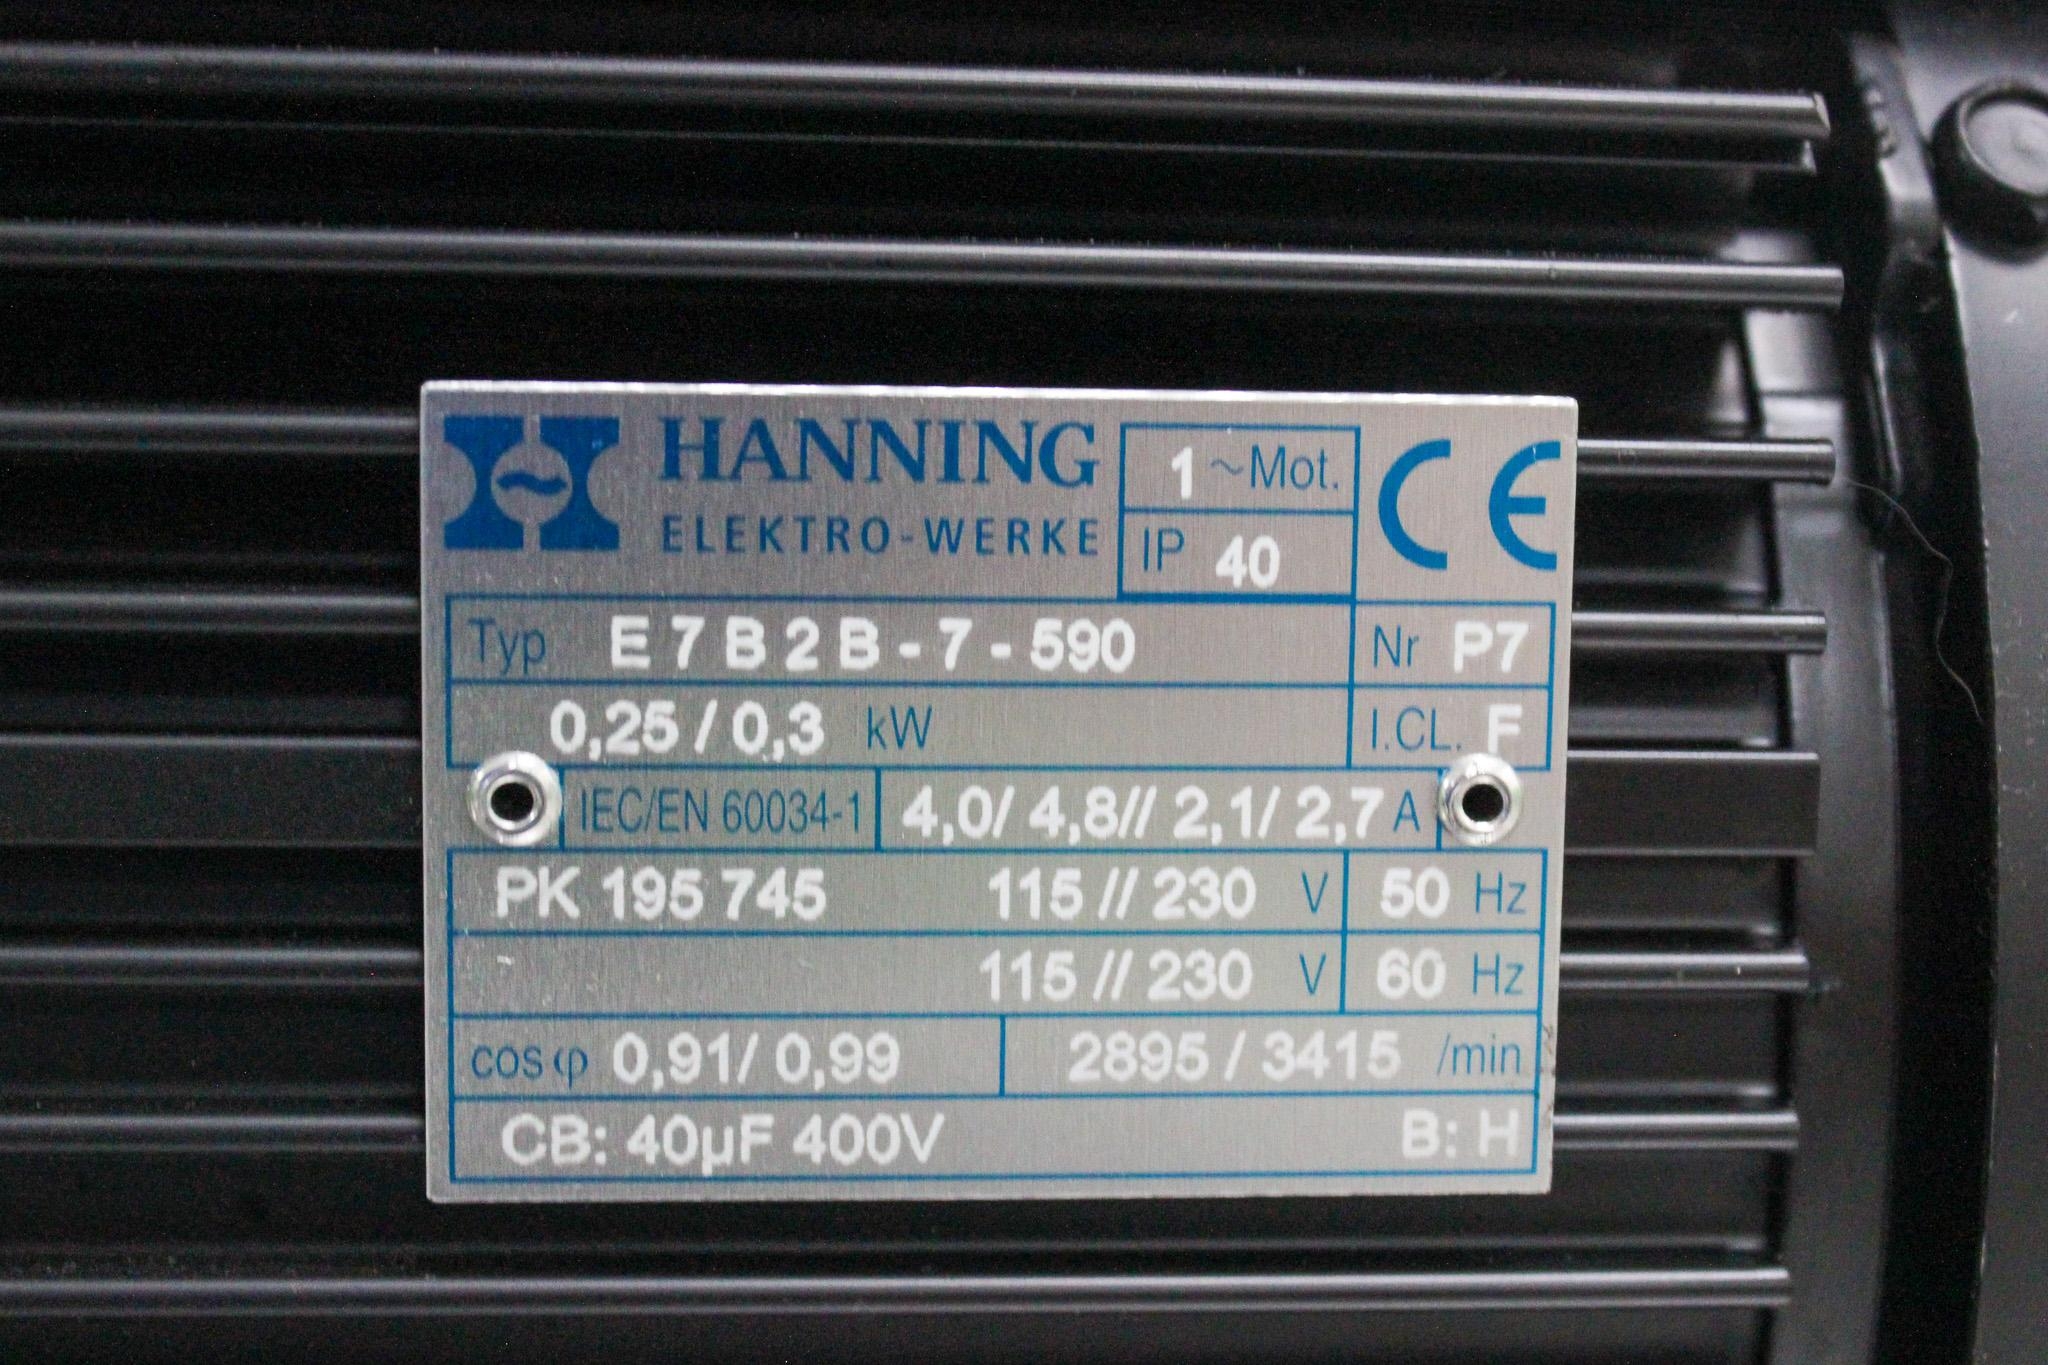 HANNING
ELEKTRO-WERKE
1 ~Mot.
IP 40
CE
Typ E 7 B 2 B - 7 - 590
Nr P7
0,25 / 0,3 kW
I.CL. F
IEC/EN 60034-1
4,0/ 4,8// 2,1/ 2,7 A
PK 195 745 115 // 230 V 50 Hz
115 // 230 V 60 Hz
cos φ 0,91/ 0,99
2895 / 3415 /min
CB: 40µF 400V
B: H